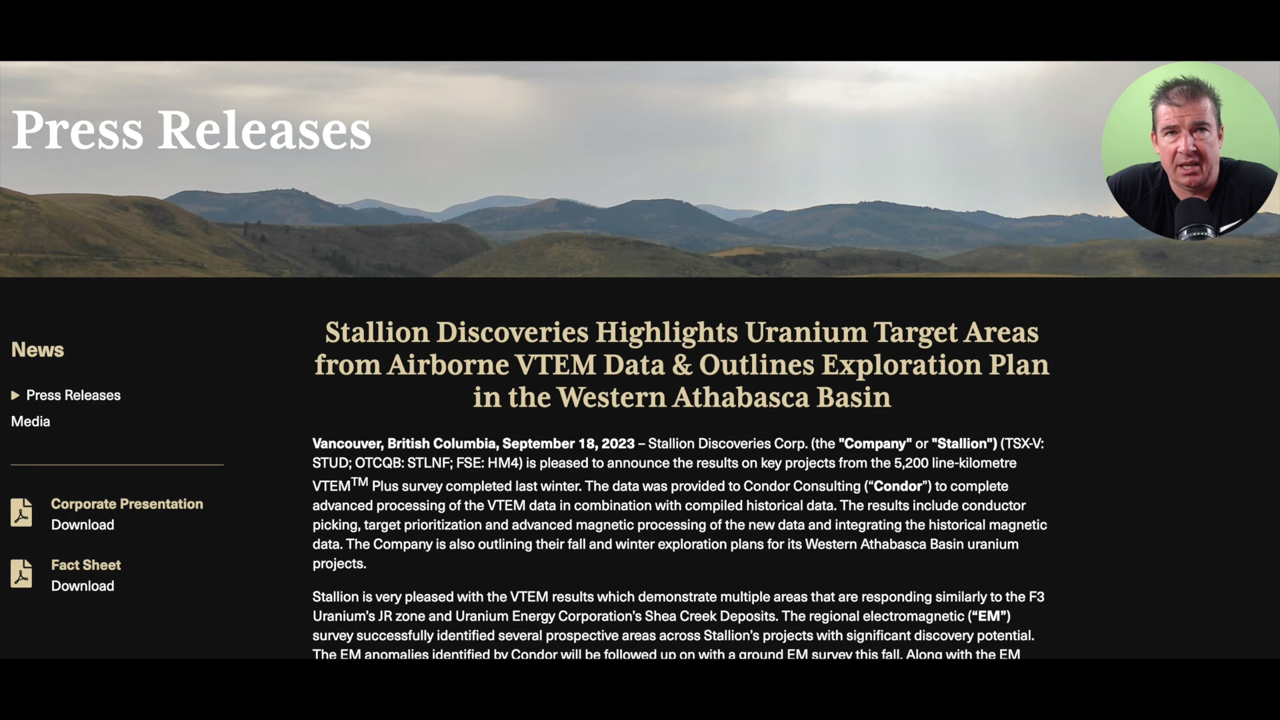 Press Releases
News
Press Releases
Media
Corporate Presentation
Download
Fact Sheet
Download
Stallion Discoveries Highlights Uranium Target Areas
from Airborne VTEM Data & Outlines Exploration Plan
in the Western Athabasca Basin
Vancouver, British Columbia, September 18, 2023 – Stallion Discoveries Corp. (the "Company" or "Stallion") (TSX-V:
STUD; OTCQB: STLNF; FSE: HM4) is pleased to announce the results on key projects from the 5,200 line-kilometre
VTEM™ Plus survey completed last winter. The data was provided to Condor Consulting (“Condor”) to complete
advanced processing of the VTEM data in combination with compiled historical data. The results include conductor
picking, target prioritization and advanced magnetic processing of the new data and integrating the historical magnetic
data. The Company is also outlining their fall and winter exploration plans for its Western Athabasca Basin uranium
projects.
Stallion is very pleased with the VTEM results which demonstrate multiple areas that are responding similarly to the F3
Uranium’s JR zone and Uranium Energy Corporation’s Shea Creek Deposits. The regional electromagnetic (“EM”)
survey successfully identified several prospective areas across Stallion’s projects with significant discovery potential.
The EM anomalies identified by Condor will be followed up on with a ground EM survey this fall. Along with the EM